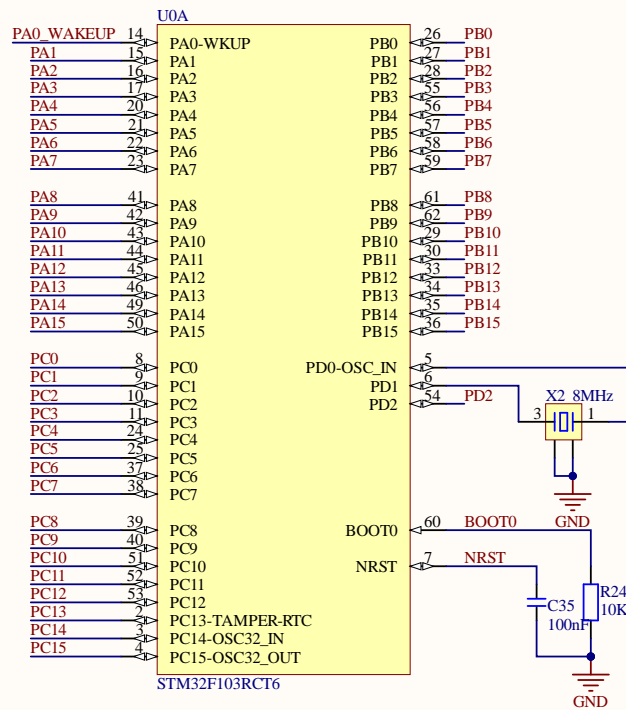 U0A
PA0_WAKEUP 14 PA0-WKUP PB0 26 PB0
PA1 15 PA1 PB1 27 PB1
PA2 16 PA2 PB2 28 PB2
PA3 17 PA3 PB3 55 PB3
PA4 20 PA4 PB4 56 PB4
PA5 21 PA5 PB5 57 PB5
PA6 22 PA6 PB6 58 PB6
PA7 23 PA7 PB7 59 PB7
PA8 41 PA8 PB8 61 PB8
PA9 42 PA9 PB9 62 PB9
PA10 43 PA10 PB10 29 PB10
PA11 44 PA11 PB11 30 PB11
PA12 45 PA12 PB12 33 PB12
PA13 46 PA13 PB13 34 PB13
PA14 49 PA14 PB14 35 PB14
PA15 50 PA15 PB15 36 PB15
PC0 8 PC0 PD0-OSC_IN 5
PC1 9 PC1 PD1 6
PC2 10 PC2 PD2 54 PD2
X2 8MHz
PC3 11 PC3 3 1
PC4 24 PC4
PC5 25 PC5
PC6 37 PC6
PC7 38 PC7
GND
PC8 39 PC8 BOOT0 60 BOOT0
PC9 40 PC9
PC10 51 PC10 NRST 7 NRST
PC11 52 PC11
PC12 53 PC12
PC13 2 PC13-TAMPER-RTC
PC14 3 PC14-OSC32_IN
PC15 4 PC15-OSC32_OUT
R24
10K
C35
100nF
GND
STM32F103RCT6